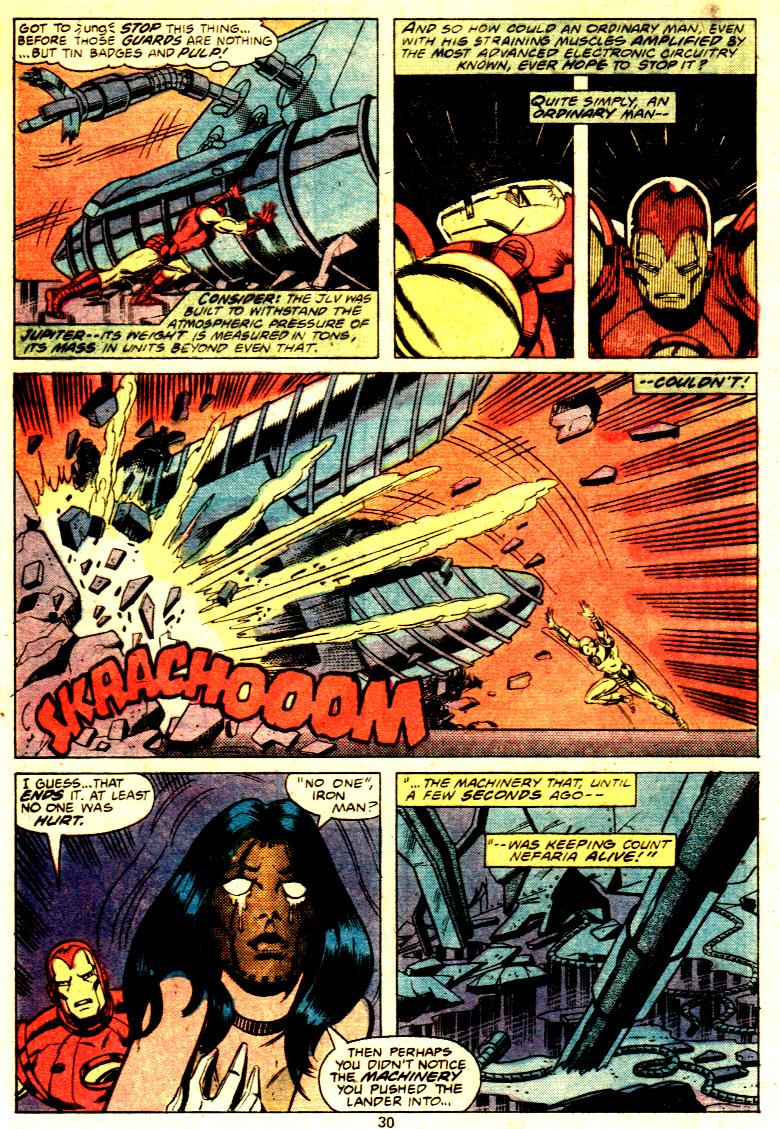 GOT TO <ungh> STOP THIS THING...
BEFORE THOSE GUARDS ARE NOTHING
...BUT TIN BADGES AND PULP!
CONSIDER: THE JLV WAS
BUILT TO WITHSTAND THE
ATMOSPHERIC PRESSURE OF
JUPITER--ITS WEIGHT IS MEASURED IN TONS,
ITS MASS IN UNITS BEYOND EVEN THAT.
AND SO HOW COULD AN ORDINARY MAN, EVEN
WITH HIS STRAINING MUSCLES AMPLIFIED BY
THE MOST ADVANCED ELECTRONIC CIRCUITRY
KNOWN, EVER HOPE TO STOP IT?
QUITE SIMPLY, AN
ORDINARY MAN--
--COULDN'T!
SKRAACHOOOM
I GUESS...THAT
ENDS IT. AT LEAST
NO ONE WAS
HURT.
"NO ONE",
IRON
MAN?
THEN PERHAPS
YOU DIDN'T NOTICE
THE MACHINERY
YOU PUSHED THE
LANDER INTO...
"...THE MACHINERY THAT, UNTIL
A FEW SECONDS AGO--
"--WAS KEEPING COUNT
NEFARIA ALIVE!"
30